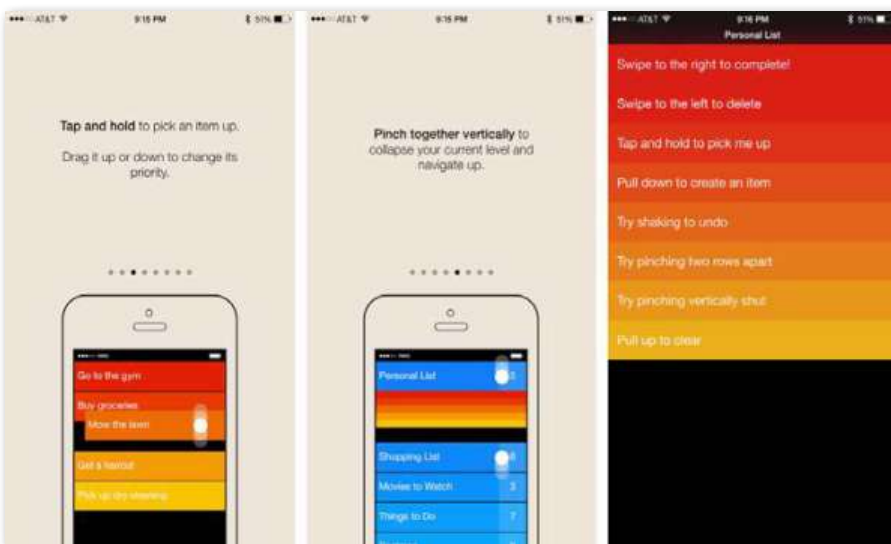 AT&T 9:15 PM 51%
Tap and hold to pick an item up.
Drag it up or down to change its
priority.
Go to the gym
Buy groceries
Mow the lawn
Get a haircut
Pick up dry cleaning
AT&T 9:15 PM 51%
Pinch together vertically to
collapse your current level and
navigate up.
Personal List 3
Shopping List 8
Movies to Watch 3
Things to Do 7
AT&T 9:16 PM 51%
Personal List
Swipe to the right to complete!
Swipe to the left to delete
Tap and hold to pick me up
Pull down to create an item
Try shaking to undo
Try pinching two rows apart
Try pinching vertically shut
Pull up to clear